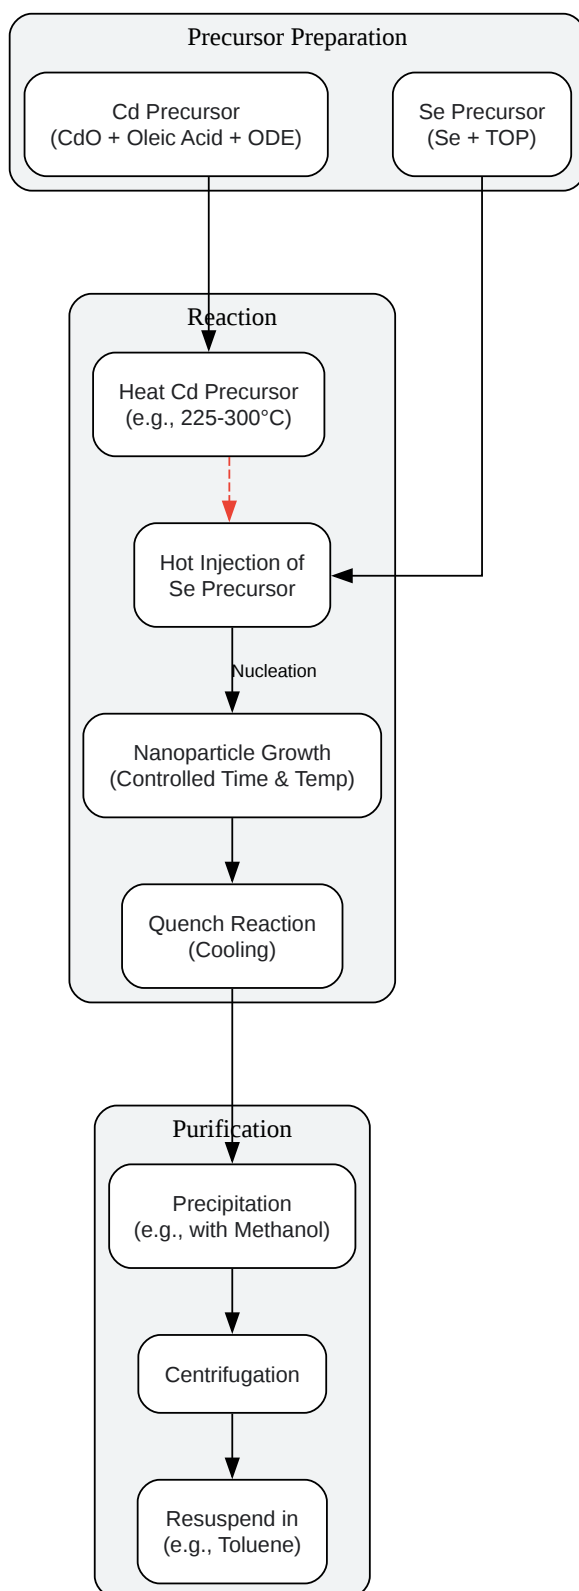 Precursor Preparation
Cd Precursor
(CdO + Oleic Acid + ODE)
Se Precursor
(Se + TOP)
Reaction
Heat Cd Precursor
(e.g., 225-300°C)
Hot Injection of
Se Precursor
Nucleation
Nanoparticle Growth
(Controlled Time & Temp)
Quench Reaction
(Cooling)
Purification
Precipitation
(e.g., with Methanol)
Centrifugation
Resuspend in
(e.g., Toluene)